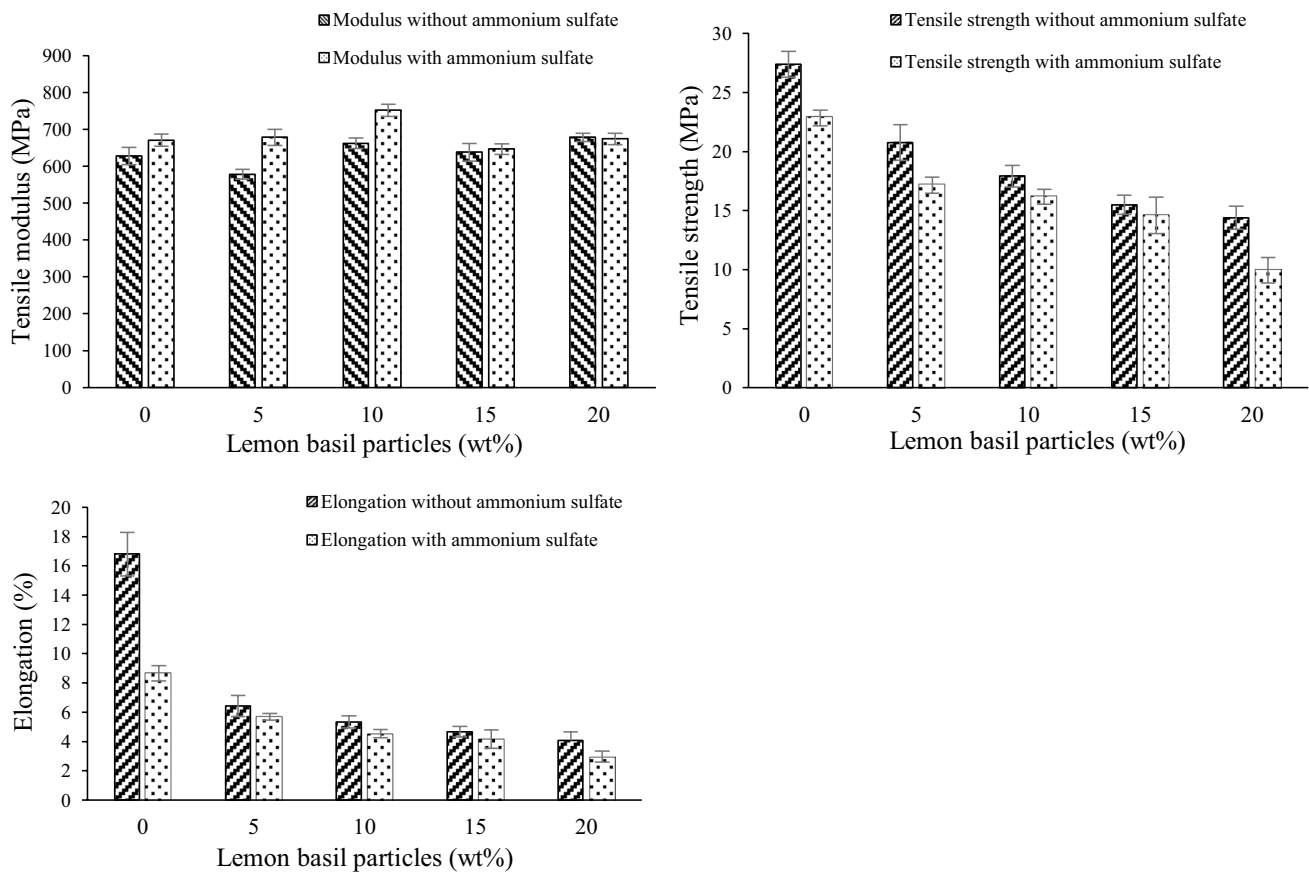 Modulus without ammonium sulfate
Modulus with ammonium sulfate
900
800
700
600
500
400
300
200
100
0
Tensile modulus (MPa)
0 5 10 15 20
Lemon basil particles (wt%)
Tensile strength without ammonium sulfate
Tensile strength with ammonium sulfate
30
25
20
15
10
5
0
Tensile strength (MPa)
0 5 10 15 20
Lemon basil particles (wt%)
Elongation without ammonium sulfate
Elongation with ammonium sulfate
20
18
16
14
12
10
8
6
4
2
0
Elongation (%)
0 5 10 15 20
Lemon basil particles (wt%)